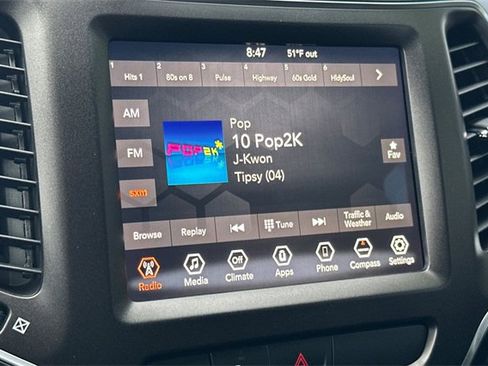 8:47 51°F out
1 2 3 4 5 6
Hits 1 80s on 8 Pulse Highway 60s Gold HldySoul
AM
FM
SXM
POP2K
Pop
10 Pop2K
J-Kwon
Tipsy (04)
Fav
Browse Replay Tune Traffic & Weather Audio
Off
Radio Media Climate Apps Phone Compass Settings